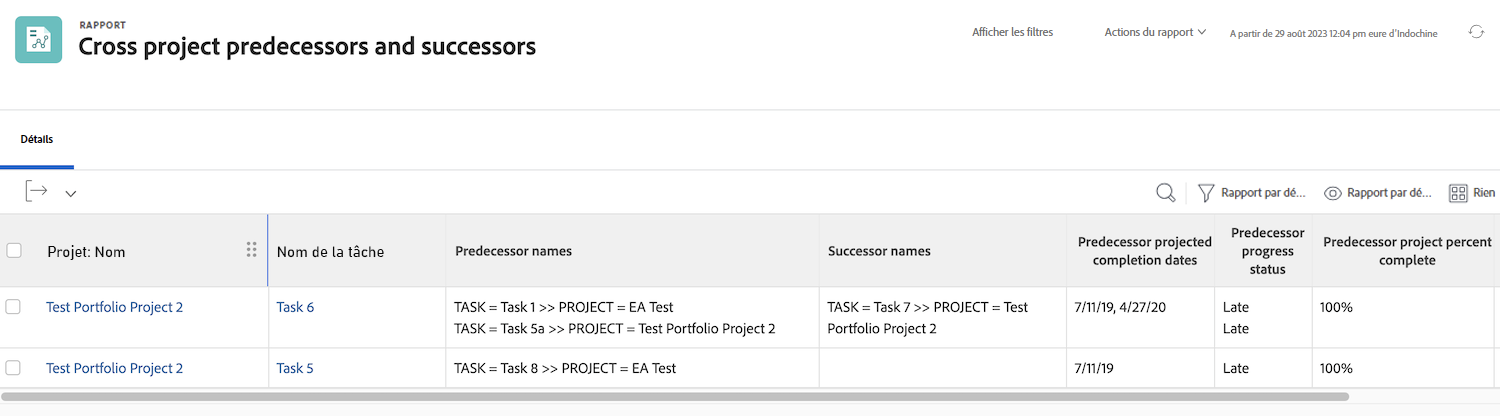 RAPPORT
Cross project predecessors and successors
Afficher les filtres
Actions du rapport
A partir de 29 août 2023 12:04 pm eure d'Indochine
Détails
Rapport par dé...
Rapport par dé...
Rien
Projet: Nom
Nom de la tâche
Predecessor names
Successor names
Predecessor projected
completion dates
Predecessor
progress
status
Predecessor project percent
complete
Test Portfolio Project 2
Task 6
TASK = Task 1 >> PROJECT = EA Test
TASK = Task 5a >> PROJECT = Test Portfolio Project 2
TASK = Task 7 >> PROJECT = Test
Portfolio Project 2
7/11/19, 4/27/20
Late
Late
100%
Test Portfolio Project 2
Task 5
TASK = Task 8 >> PROJECT = EA Test
7/11/19
Late
100%